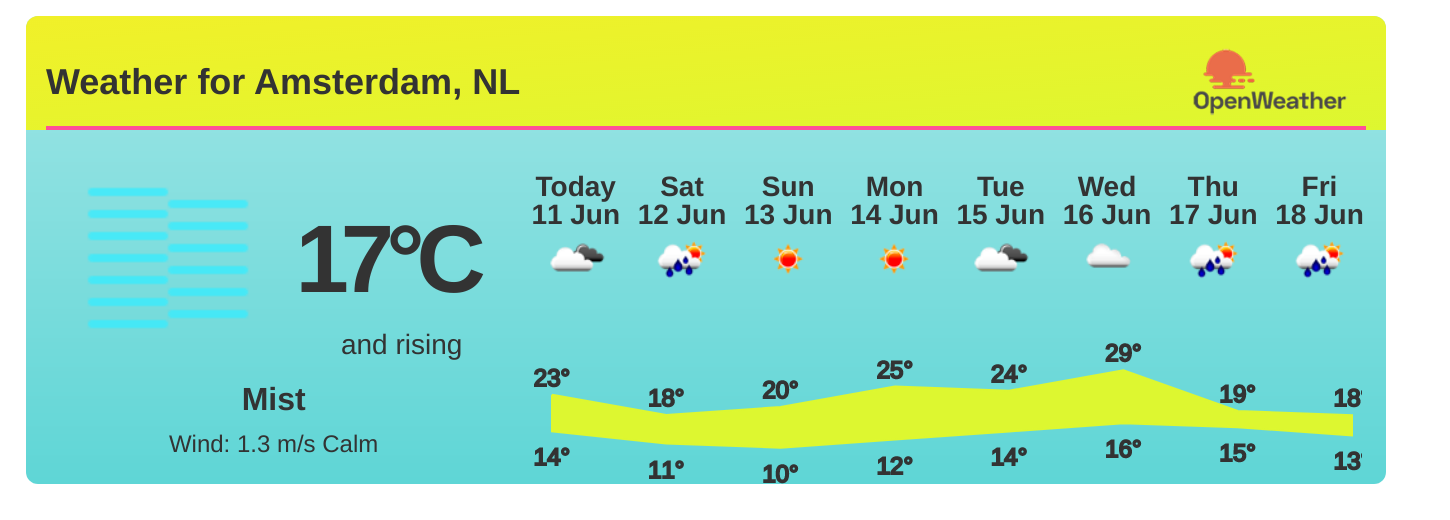 Weather for Amsterdam, NL
OpenWeather
17°C
and rising
Mist
Wind: 1.3 m/s Calm
Today Sat Sun Mon Tue Wed Thu Fri
11 Jun 12 Jun 13 Jun 14 Jun 15 Jun 16 Jun 17 Jun 18 Jun
23° 18° 20° 25° 24° 29° 19° 18°
14° 11° 10° 12° 14° 16° 15° 13°